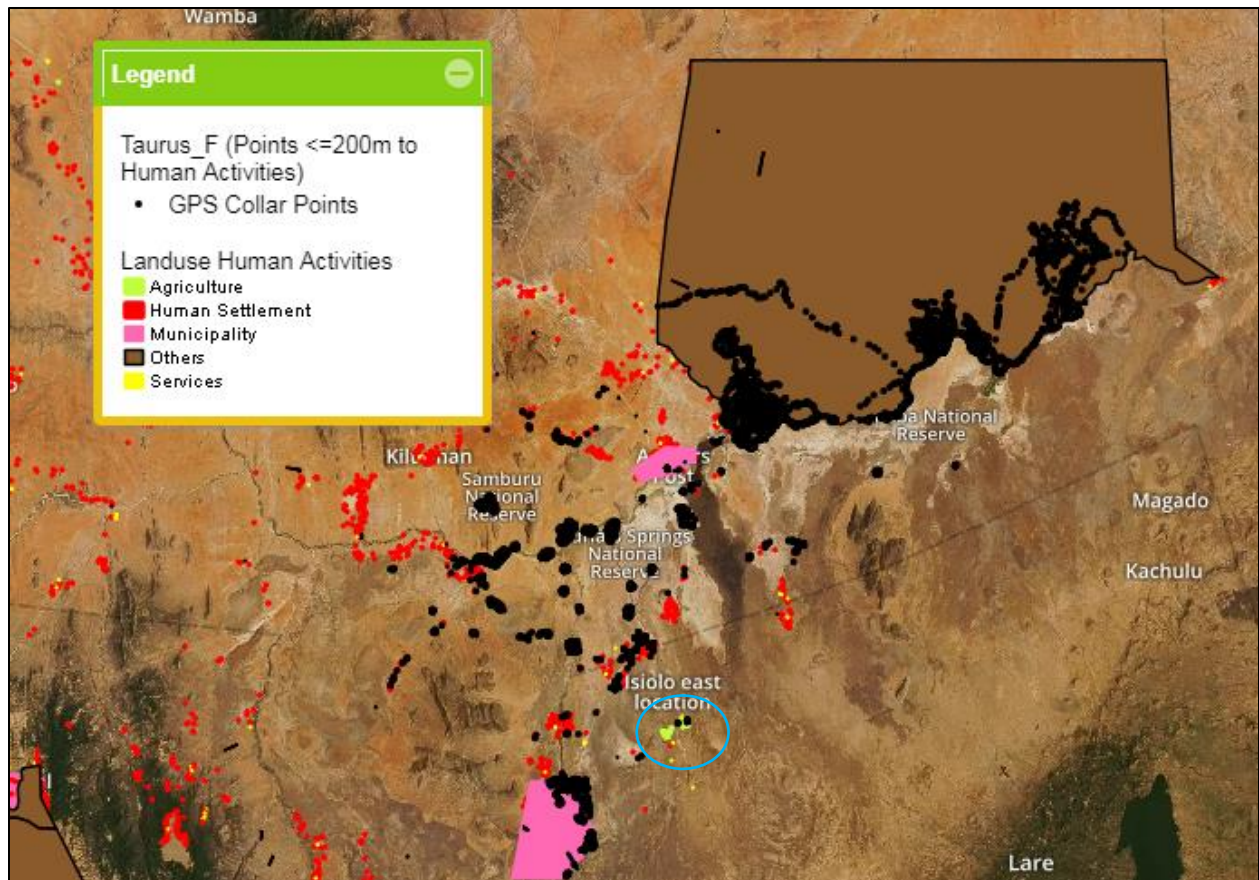 Wamba
Legend
Taurus_F (Points <=200m to
Human Activities)
• GPS Collar Points
Landuse Human Activities
Agriculture
Human Settlement
Municipality
Others
Services
National
Reserve
Samburu
National
Reserve
Post
Springs
National
Reserve
Magado
Kachulu
Isiolo east
location
Lare